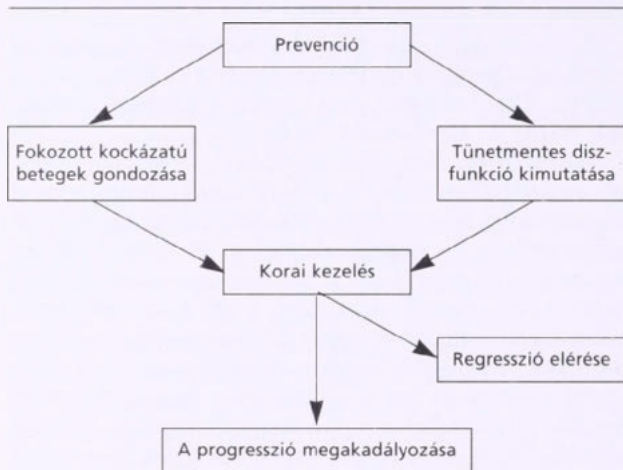 Prevenció
Fokozott kockázatú
betegek gondozása
Tünetmentes disz-
funkció kimutatása
Korai kezelés
Regresszió elérése
A progresszió megakadályozása